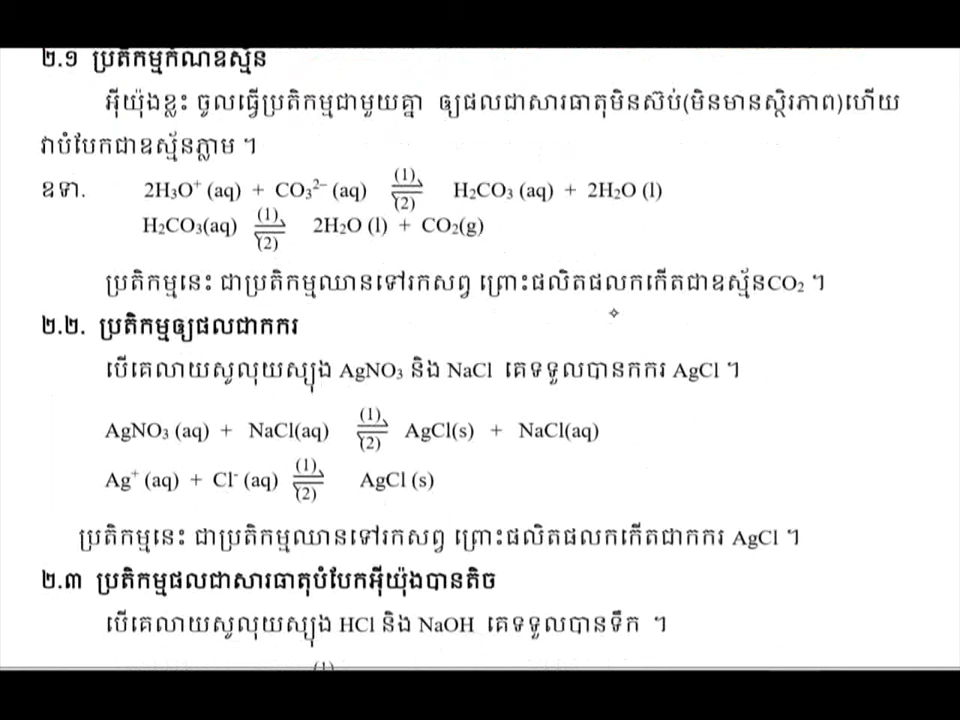 ២.១ ប្រតិកម្មកំណឧស្ម័ន
អ៊ីយ៉ុងខ្លះ ចូលធ្វើប្រតិកម្មជាមួយគ្នា ឲ្យផលជាសារធាតុមិនស៊ប់(មិនមានស្ថិរភាព)ហើយ
វាបំបែកជាឧស្ម័នភ្លាម ។
ឧទា. 2H₃O⁺ (aq) + CO₃²⁻ (aq) (1) (2) H₂CO₃ (aq) + 2H₂O (l)
H₂CO₃(aq) (1) (2) 2H₂O (l) + CO₂(g)
ប្រតិកម្មនេះ ជាប្រតិកម្មឈានទៅរកសព្វ ព្រោះផលិតផលកកើតជាឧស្ម័នCO₂ ។
២.២. ប្រតិកម្មឲ្យផលជាកករ
បើគេលាយសូលុយស្យុង AgNO₃ និង NaCl គេទទួលបានកករ AgCl ។
AgNO₃ (aq) + NaCl(aq) (1) (2) AgCl(s) + NaCl(aq)
Ag⁺ (aq) + Cl⁻ (aq) (1) (2) AgCl (s)
ប្រតិកម្មនេះ ជាប្រតិកម្មឈានទៅរកសព្វ ព្រោះផលិតផលកកើតជាកករ AgCl ។
២.៣ ប្រតិកម្មផលជាសារធាតុបំបែកអ៊ីយ៉ុងបានតិច
បើគេលាយសូលុយស្យុង HCl និង NaOH គេទទួលបានទឹក ។
(1)